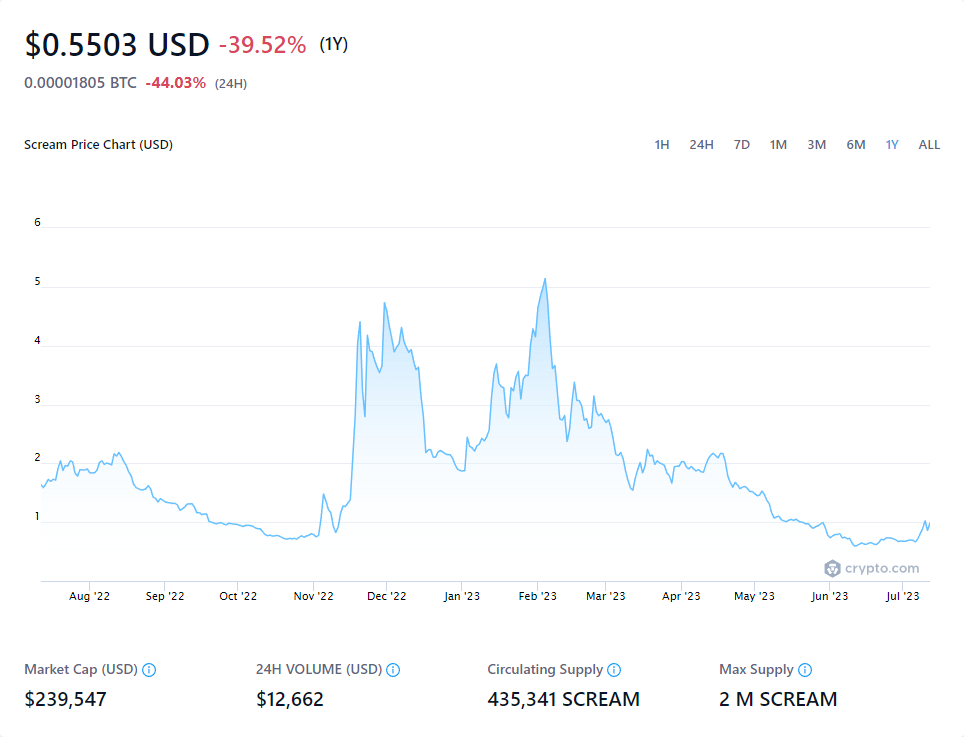 $0.5503 USD -39.52% (1Y)
0.00001805 BTC -44.03% (24H)
Scream Price Chart (USD) 1H 24H 7D 1M 3M 6M 1Y ALL
6
5
4
3
2
1
crypto.com
Aug '22 Sep '22 Oct '22 Nov '22 Dec '22 Jan '23 Feb '23 Mar '23 Apr '23 May '23 Jun '23 Jul '23
Market Cap (USD) 24H VOLUME (USD) Circulating Supply Max Supply
$239,547 $12,662 435,341 SCREAM 2 M SCREAM